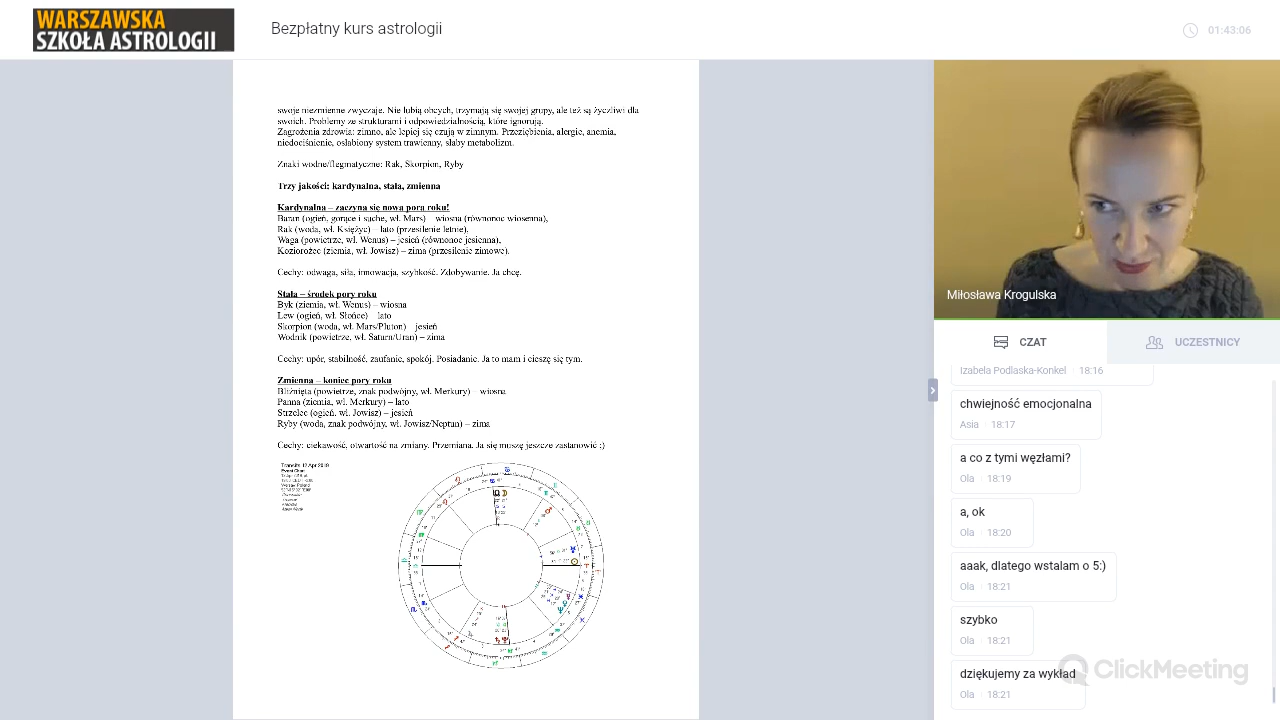 WARSZAWSKA
SZKOŁA ASTROLOGII
Bezpłatny kurs astrologii
01:43:06
swoje niezmienne zwyczaje. Nie lubią obcych, trzymają się swojej grupy, ale też są życzliwi dla
swoich. Problemy ze strukturami i odpowiedzialnością, które ignorują.
Zagrożenia zdrowia: zimno, ale lepiej się czują w zimnym. Przeziębienia, alergie, anemia,
niedociśnienie, osłabiony system trawienny, słaby metabolizm.
Znaki wodne/flegmatyczne: Rak, Skorpion, Ryby
Trzy jakości: kardynalna, stała, zmienna
Kardynalna – zaczyna się nowa pora roku!
Baran (ogień, gorące i suche, wł. Mars) – wiosna (równonoc wiosenna),
Rak (woda, wł. Księżyc) – lato (przesilenie letnie),
Waga (powietrze, wł. Wenus) – jesień (równonoc jesienna),
Koziorożec (ziemia, wł. Jowisz) – zima (przesilenie zimowe).
Cechy: odwaga, siła, innowacja, szybkość. Zdobywanie. Ja chcę.
Stała – środek pory roku
Byk (ziemia, wł. Wenus) – wiosna
Lew (ogień, wł. Słońce) – lato
Skorpion (woda, wł. Mars/Pluton) – jesień
Wodnik (powietrze, wł. Saturn/Uran) – zima
Cechy: upór, stabilność, zaufanie, spokój. Posiadanie. Ja to mam i cieszę się tym.
Zmienna – koniec pory roku
Bliźnięta (powietrze, znak podwójny, wł. Merkury) – wiosna
Panna (ziemia, wł. Merkury) – lato
Strzelec (ogień, wł. Jowisz) – jesień
Ryby (woda, znak podwójny, wł. Jowisz/Neptun) – zima
Cechy: ciekawość, otwartość na zmiany. Przemiana. Ja się muszę jeszcze zastanowić :)
Transits 12 Apr 2019
Event Chart
Miłosława Krogulska
CZAT
UCZESTNICY
Izabela Podlaska-Konkel 18:16
chwiejność emocjonalna
Asia 18:17
a co z tymi węzłami?
Ola 18:19
a, ok
Ola 18:20
aaak, dlatego wstalam o 5:)
Ola 18:21
szybko
Ola 18:21
dziękujemy za wykład
Ola 18:21
ClickMeeting